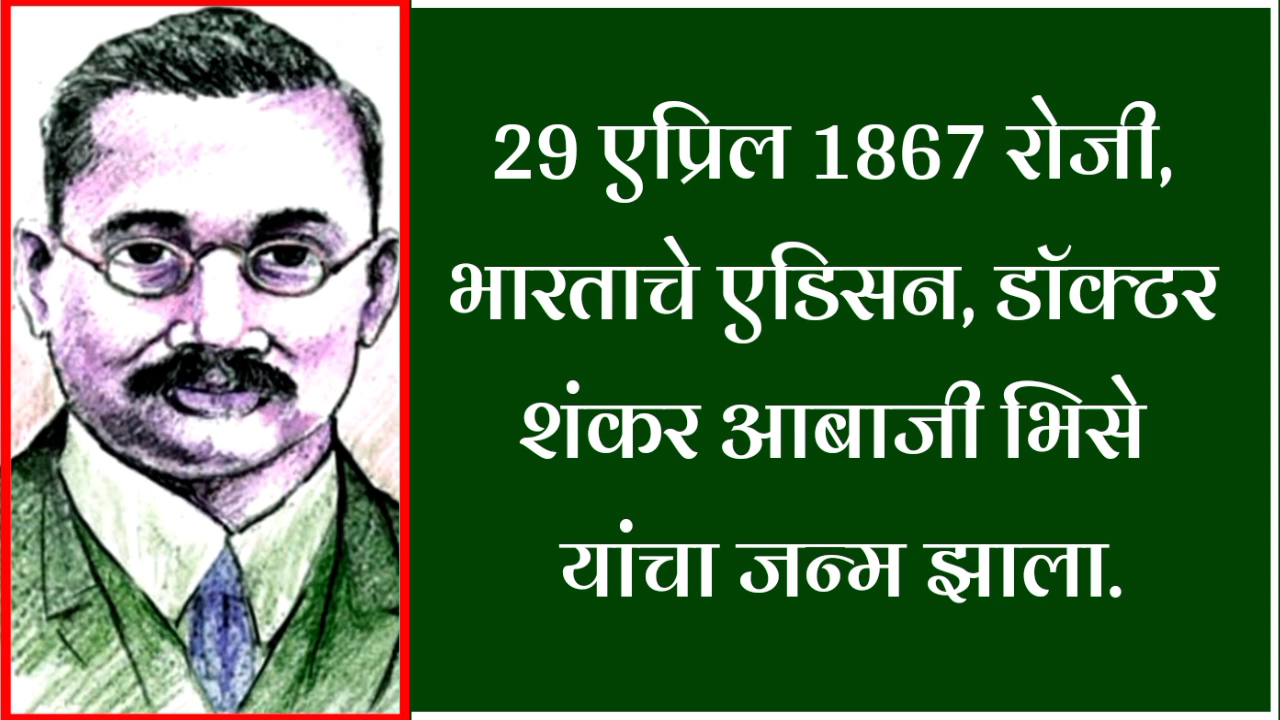 29 एप्रिल 1867 रोजी,
भारताचे एडिसन, डॉक्टर
शंकर आबाजी भिसे
यांचा जन्म झाला.